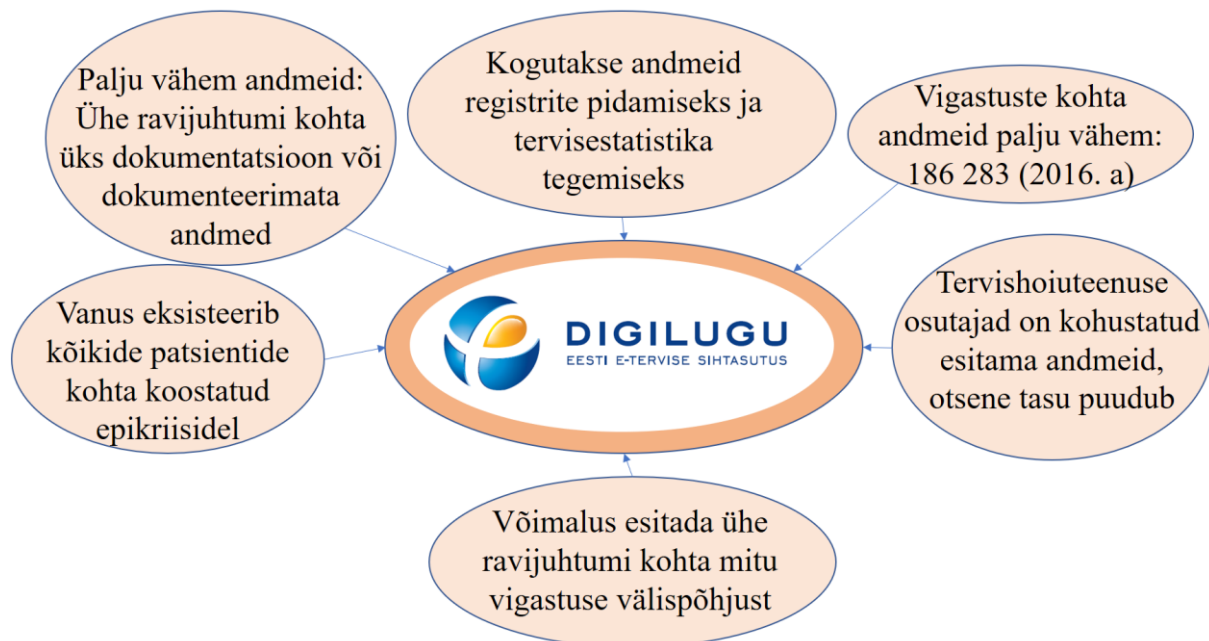 Palju vähem andmeid:
Ühe ravijuhtumi kohta
üks dokumentatsioon või
dokumenteerimata
andmed
Kogutakse andmeid
registrite pidamiseks ja
tervisestatistika
tegemiseks
Vigastuste kohta
andmeid palju vähem:
186 283 (2016. a)
Vanus eksisteerib
kõikide patsientide
kohta koostatud
epikriisidel
DIGILUGU
EESTI E-TERVISE SIHTASUTUS
Tervishoiuteenuse
osutajad on kohustatud
esitama andmeid,
otsene tasu puudub
Võimalus esitada ühe
ravijuhtumi kohta mitu
vigastuse välispõhjust